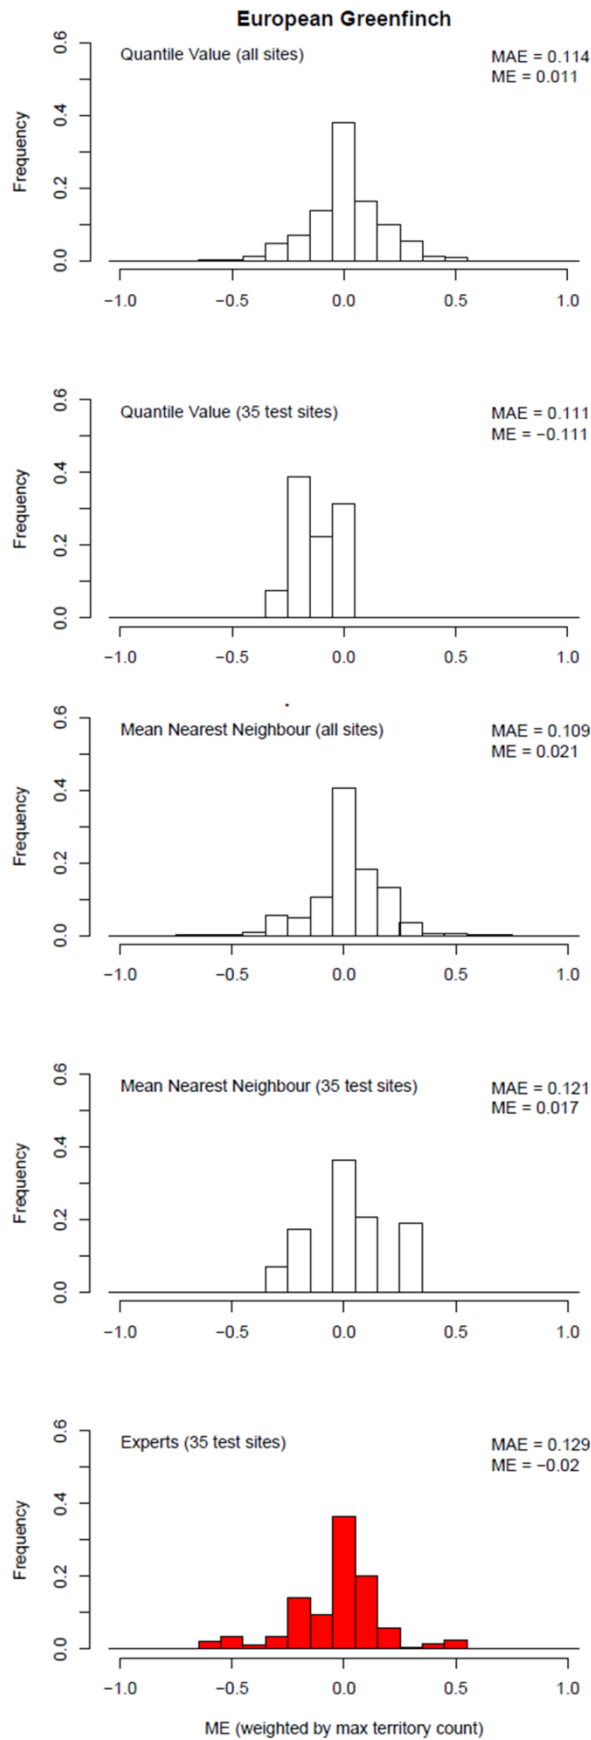 European Greenfinch
Quantile Value (all sites)
MAE = 0.114
ME = 0.011
Frequency
0.0 0.2 0.4 0.6
−1.0 −0.5 0.0 0.5 1.0
Quantile Value (35 test sites)
MAE = 0.111
ME = −0.111
Frequency
0.0 0.2 0.4 0.6
−1.0 −0.5 0.0 0.5 1.0
Mean Nearest Neighbour (all sites)
MAE = 0.109
ME = 0.021
Frequency
0.0 0.2 0.4 0.6
−1.0 −0.5 0.0 0.5 1.0
Mean Nearest Neighbour (35 test sites)
MAE = 0.121
ME = 0.017
Frequency
0.0 0.2 0.4 0.6
−1.0 −0.5 0.0 0.5 1.0
Experts (35 test sites)
MAE = 0.129
ME = −0.02
Frequency
0.0 0.2 0.4 0.6
−1.0 −0.5 0.0 0.5 1.0
ME (weighted by max territory count)